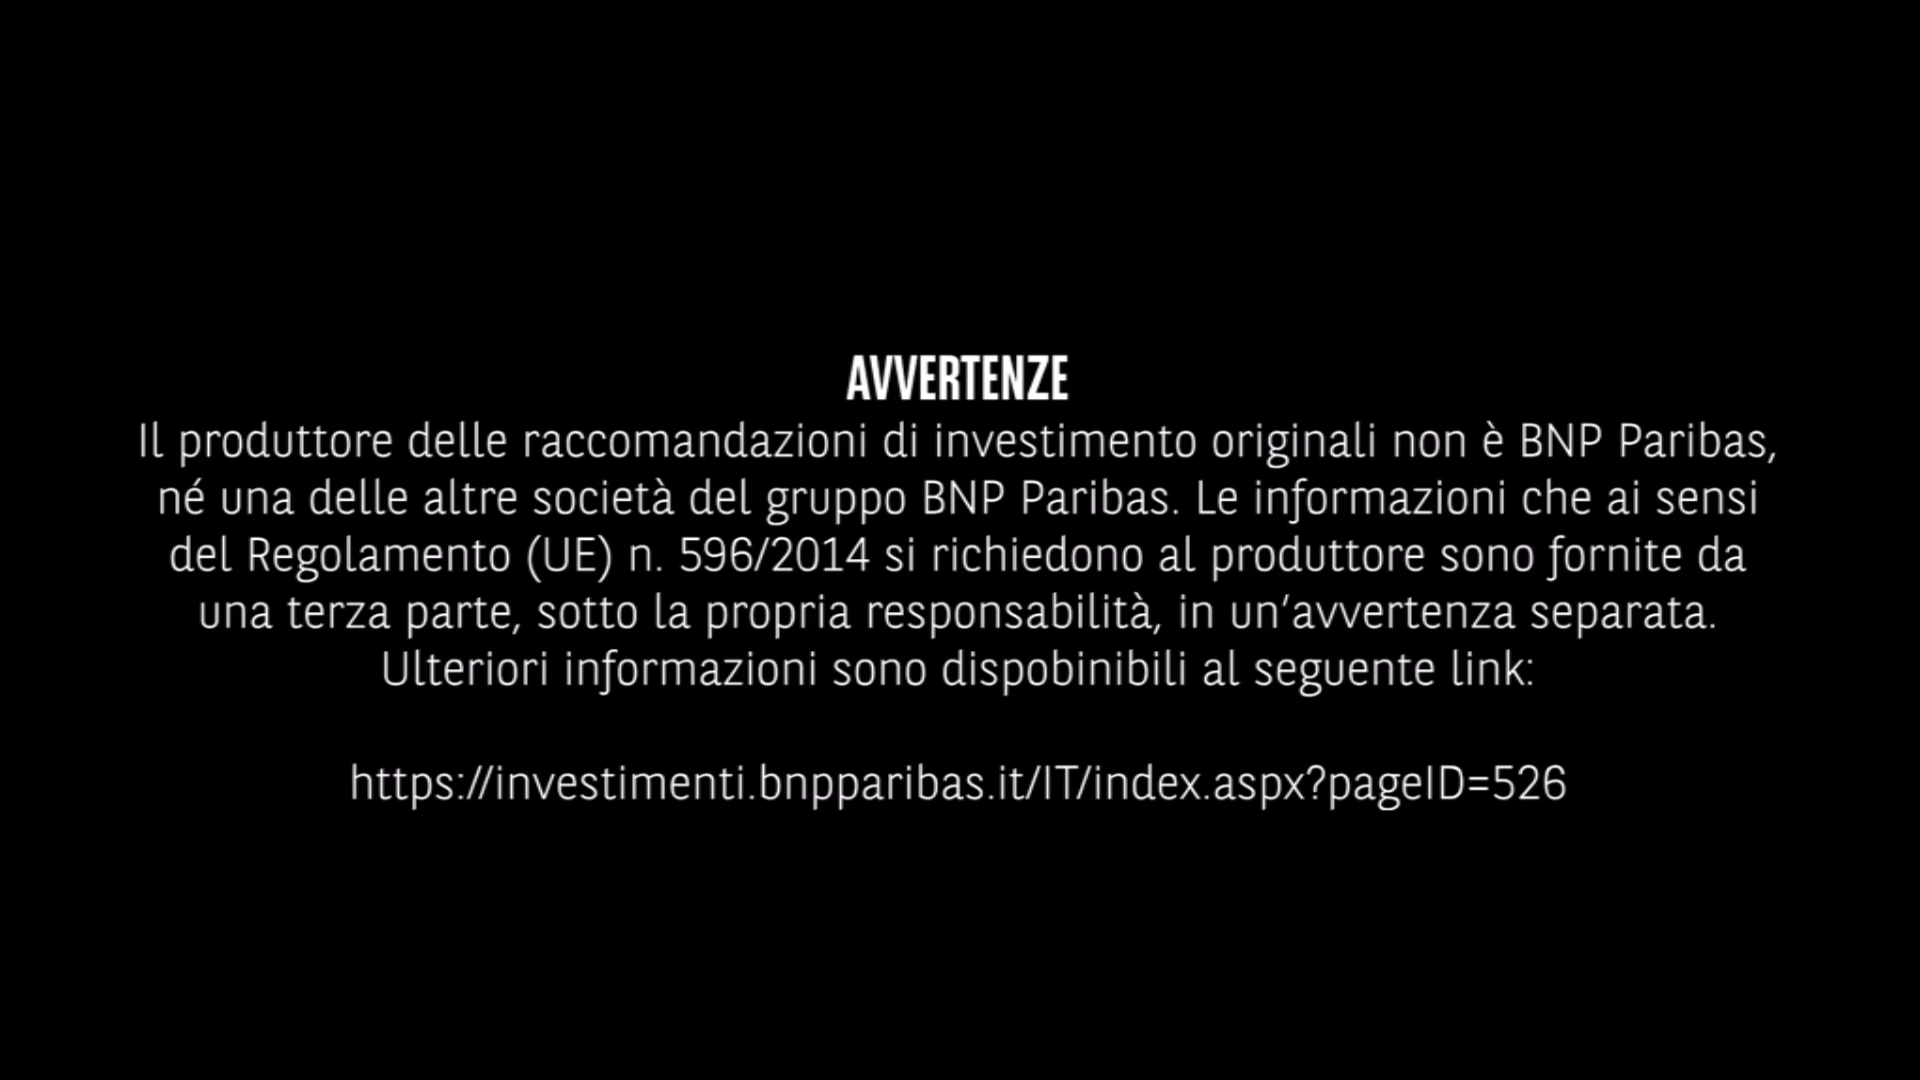 AVVERTENZE
Il produttore delle raccomandazioni di investimento originali non è BNP Paribas,
né una delle altre società del gruppo BNP Paribas. Le informazioni che ai sensi
del Regolamento (UE) n. 596/2014 si richiedono al produttore sono fornite da
una terza parte, sotto la propria responsabilità, in un’avvertenza separata.
Ulteriori informazioni sono dispobinibili al seguente link:
https://investimenti.bnpparibas.it/IT/index.aspx?pageID=526